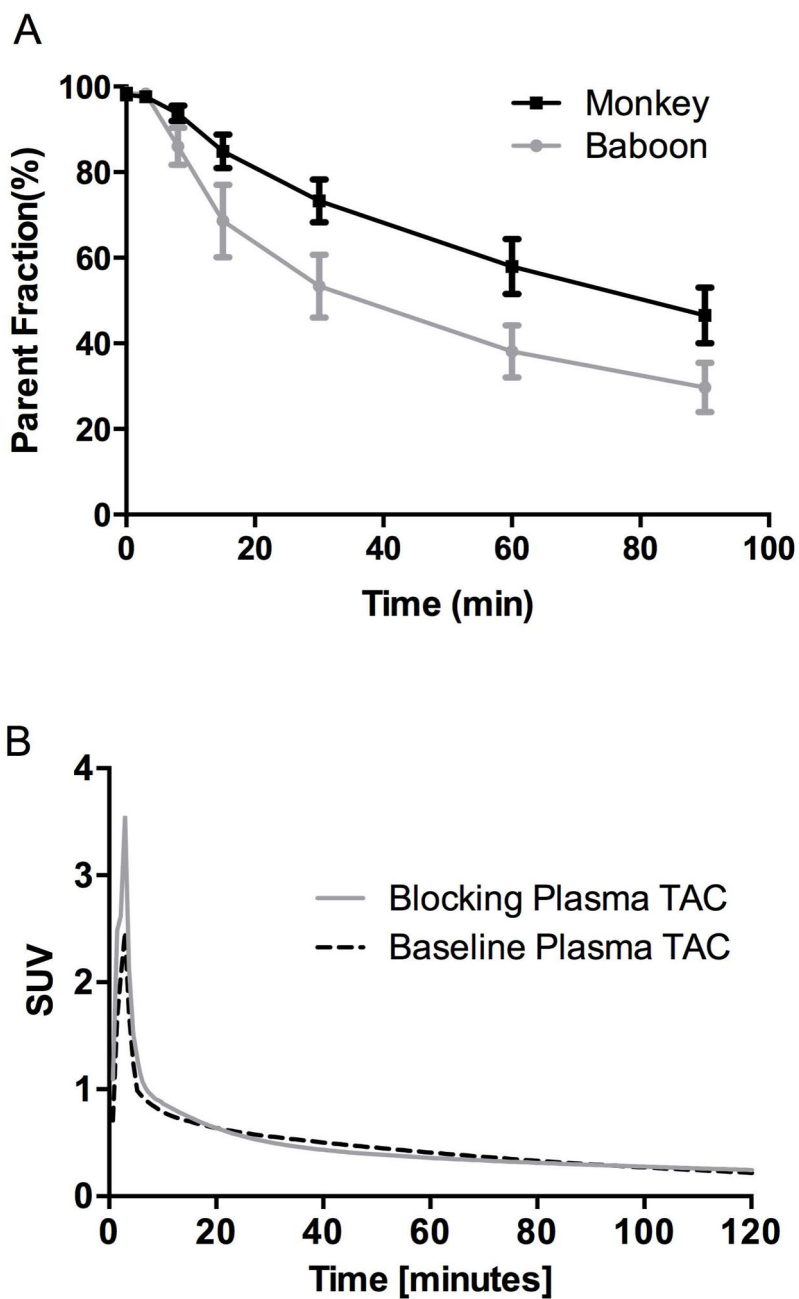 A
100
80
60
40
20
0
Parent Fraction(%)
Monkey
Baboon
0 20 40 60 80 100
Time (min)
B
4
3
2
1
0
SUV
Blocking Plasma TAC
Baseline Plasma TAC
0 20 40 60 80 100 120
Time [minutes]